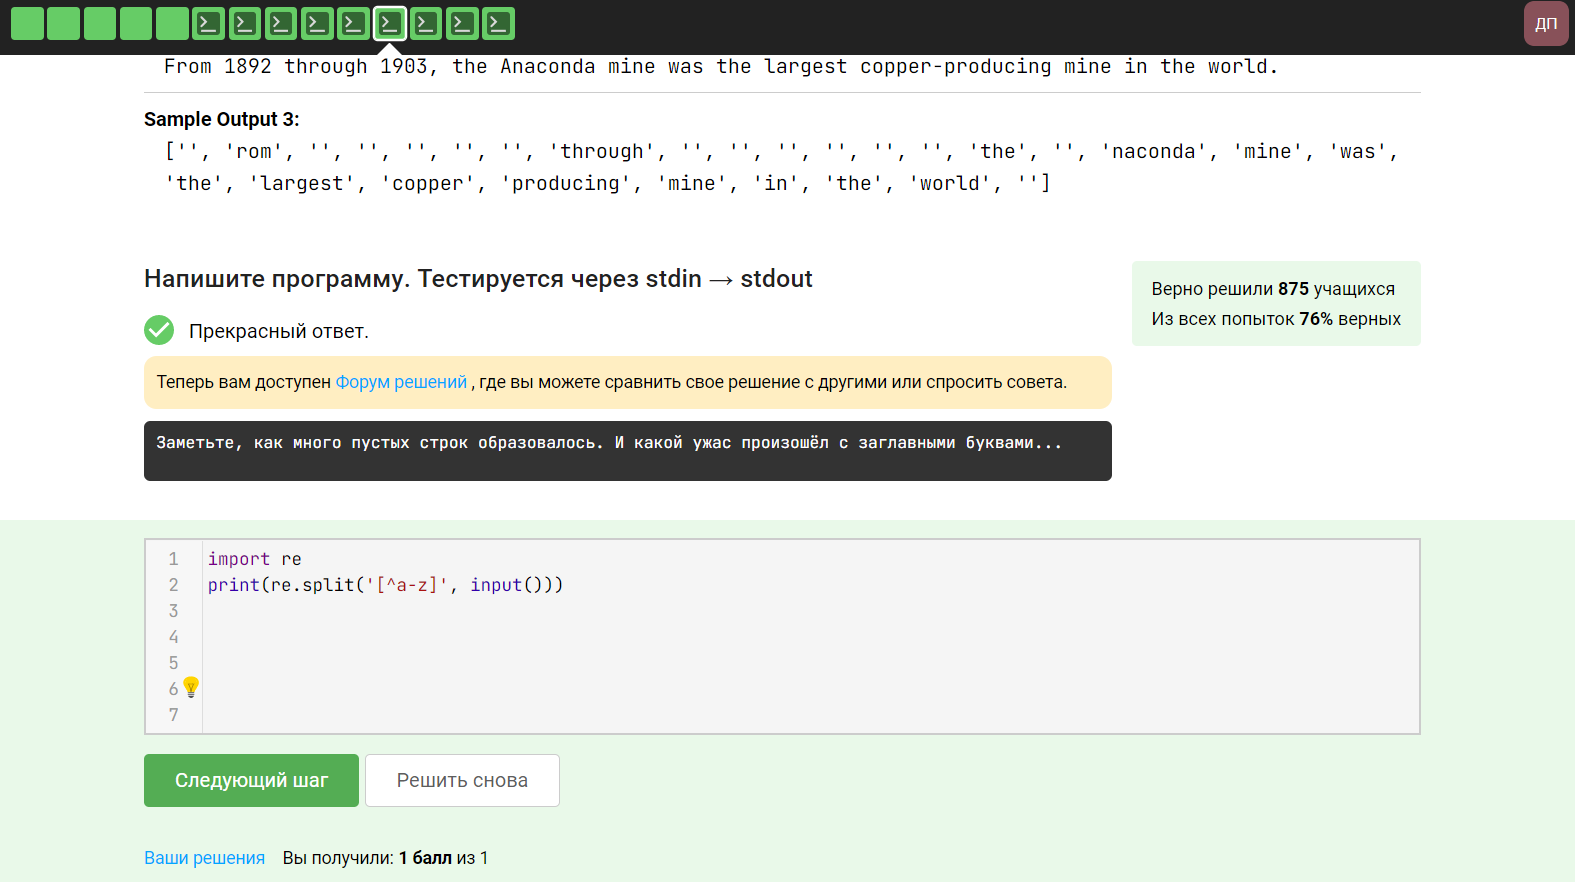 ДП
From 1892 through 1903, the Anaconda mine was the largest copper-producing mine in the world.
Sample Output 3:
['', 'rom', '', '', '', '', '', 'through', '', '', '', '', '', '', 'the', '', 'naconda', 'mine', 'was',
'the', 'largest', 'copper', 'producing', 'mine', 'in', 'the', 'world', '']
Напишите программу. Тестируется через stdin → stdout
Верно решили 875 учащихся
Из всех попыток 76% верных
Прекрасный ответ.
Теперь вам доступен Форум решений , где вы можете сравнить свое решение с другими или спросить совета.
Заметьте, как много пустых строк образовалось. И какой ужас произошёл с заглавными буквами...
1 import re
2 print(re.split('[^a-z]', input()))
3
4
5
6
7
Следующий шаг
Решить снова
Ваши решения Вы получили: 1 балл из 1